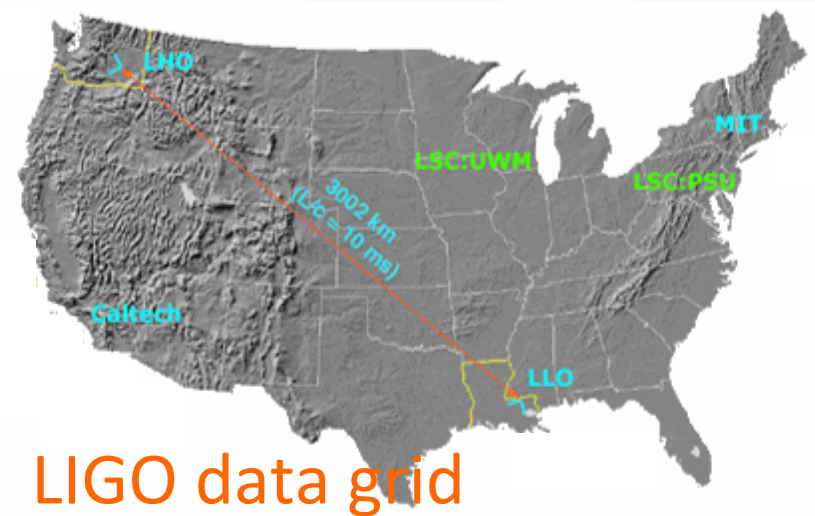 LHO
MIT
LSC:UWM
LSC:PSU
3002 km
(L/c = 10 ms)
Caltech
LLO
LIGO data grid